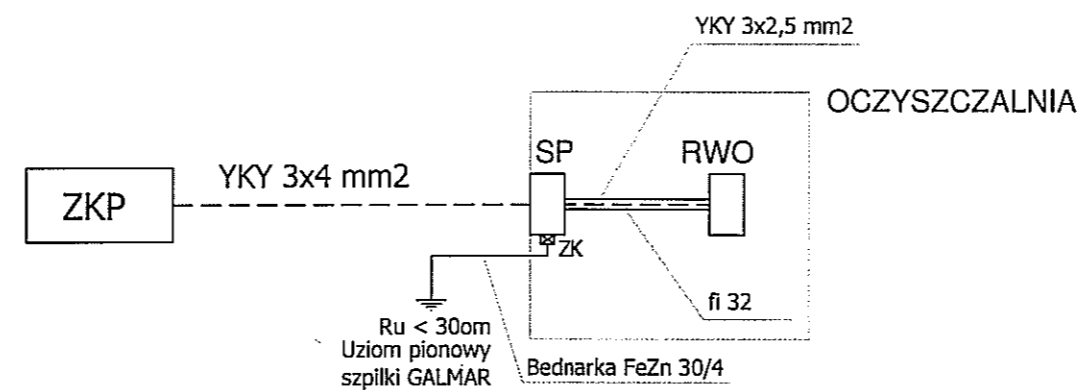 YKY 3x2,5 mm2
OCZYSZCZALNIA
SP
RWO
YKY 3x4 mm2
ZKP
ZK
fi 32
Ru < 30om
Uziom pionowy
szpilki GALMAR
Bednarka FeZn 30/4